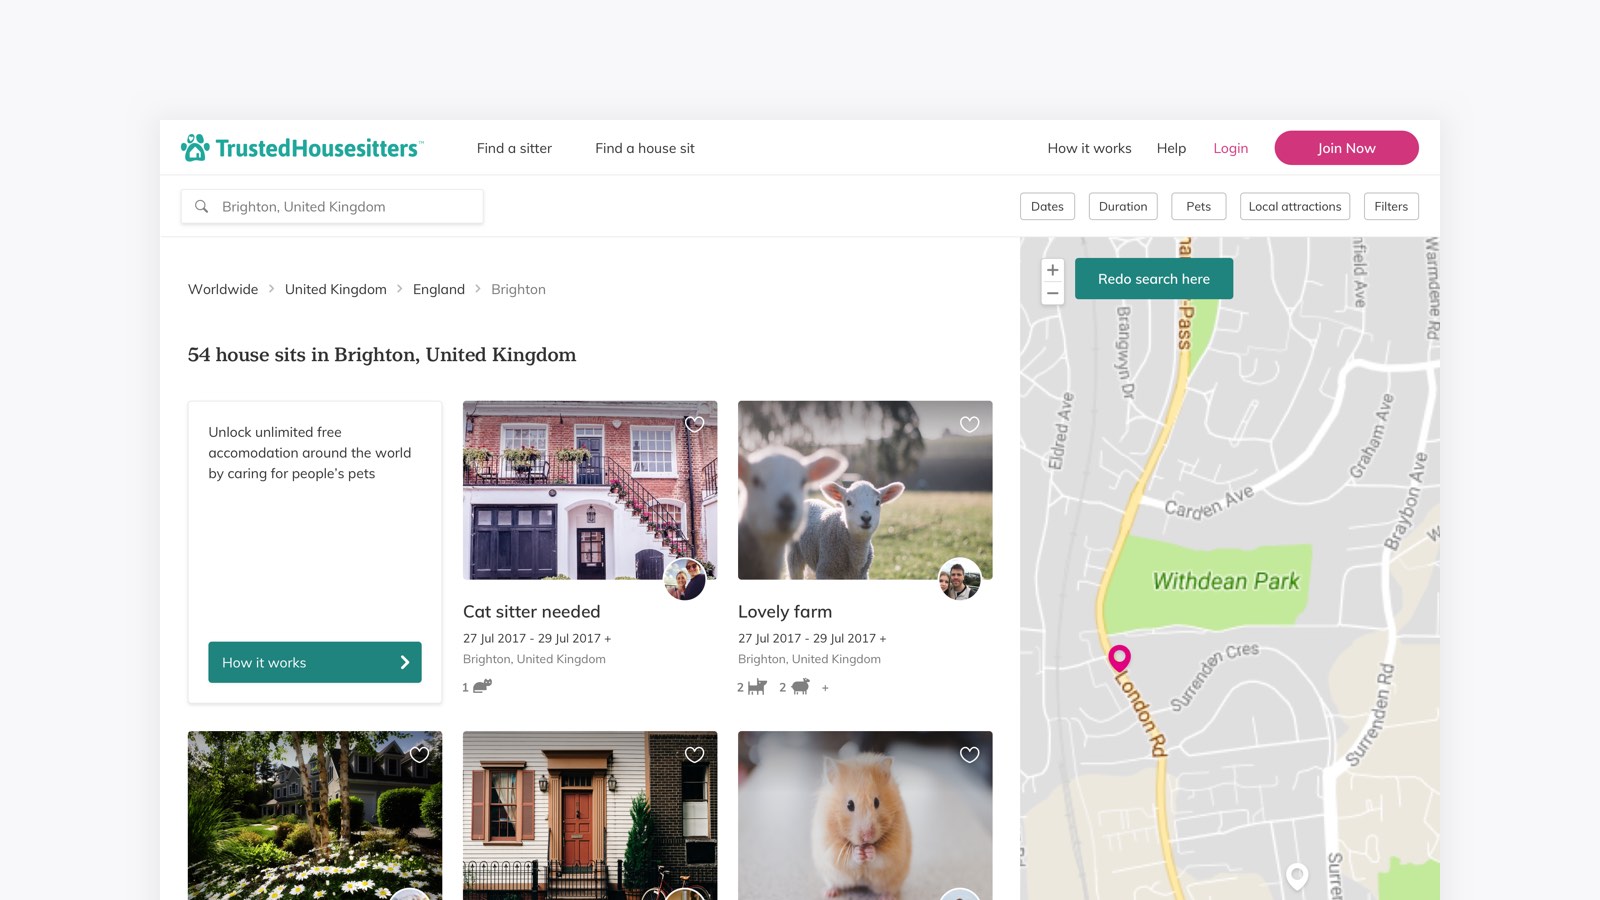 TrustedHousesitters™
Find a sitter
Find a house sit
How it works
Help
Login
Join Now
Brighton, United Kingdom
Dates
Duration
Pets
Local attractions
Filters
Worldwide > United Kingdom > England > Brighton
54 house sits in Brighton, United Kingdom
Unlock unlimited free
accomodation around the world
by caring for people's pets
How it works
Cat sitter needed
27 Jul 2017 - 29 Jul 2017 +
Brighton, United Kingdom
1
Lovely farm
27 Jul 2017 - 29 Jul 2017 +
Brighton, United Kingdom
2 2 +
+
−
Redo search here
-Pass
Brangwyn Dr
Eldred Ave
nfield Ave
Warmdene Rd
Graham Ave
Carden Ave
Braybon Ave
Withdean Park
Surrenden Cres
London Rd
Surrenden Rd
Surre